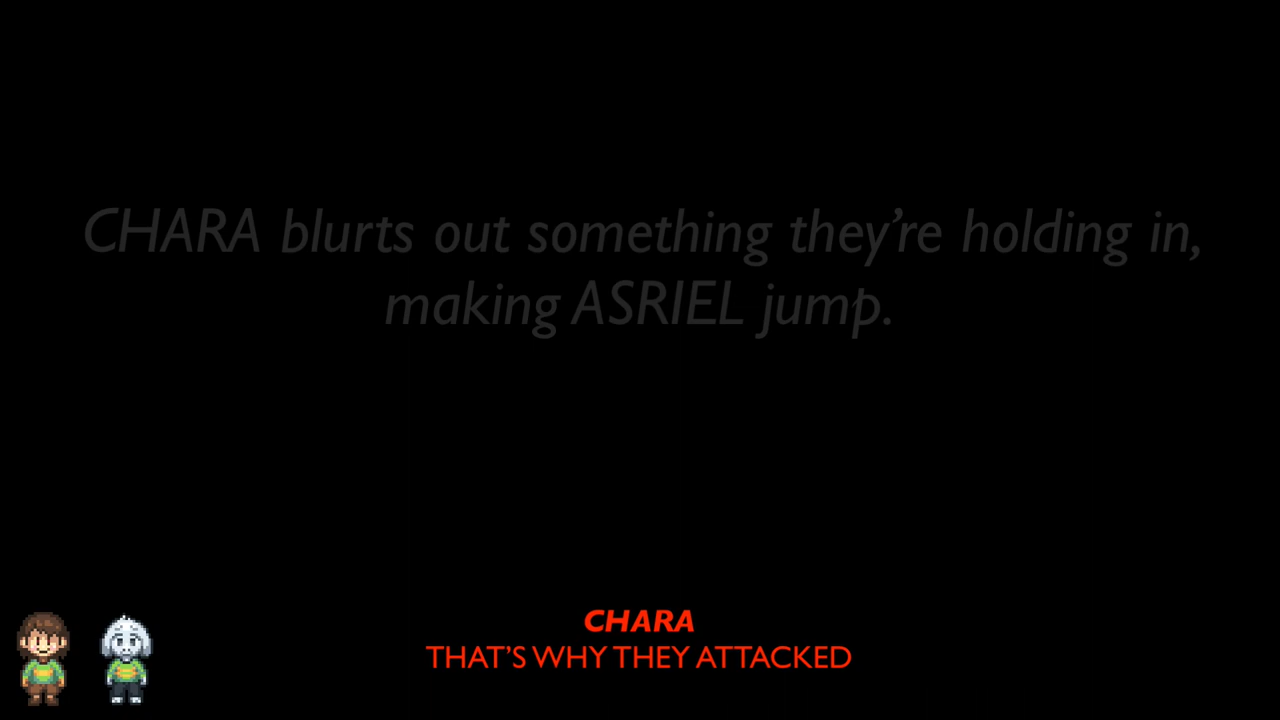 CHARA blurts out something they’re holding in,
making ASRIEL jump.
CHARA
THAT’S WHY THEY ATTACKED